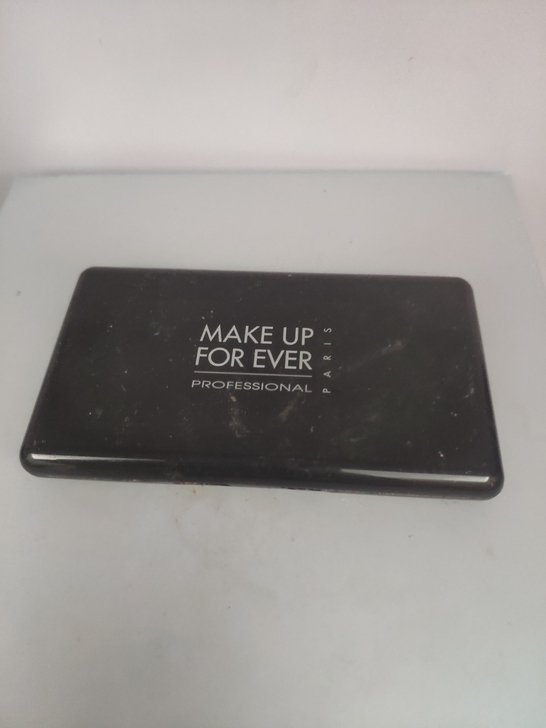 MAKE UP
FOR EVER
PROFESSIONAL
PARIS